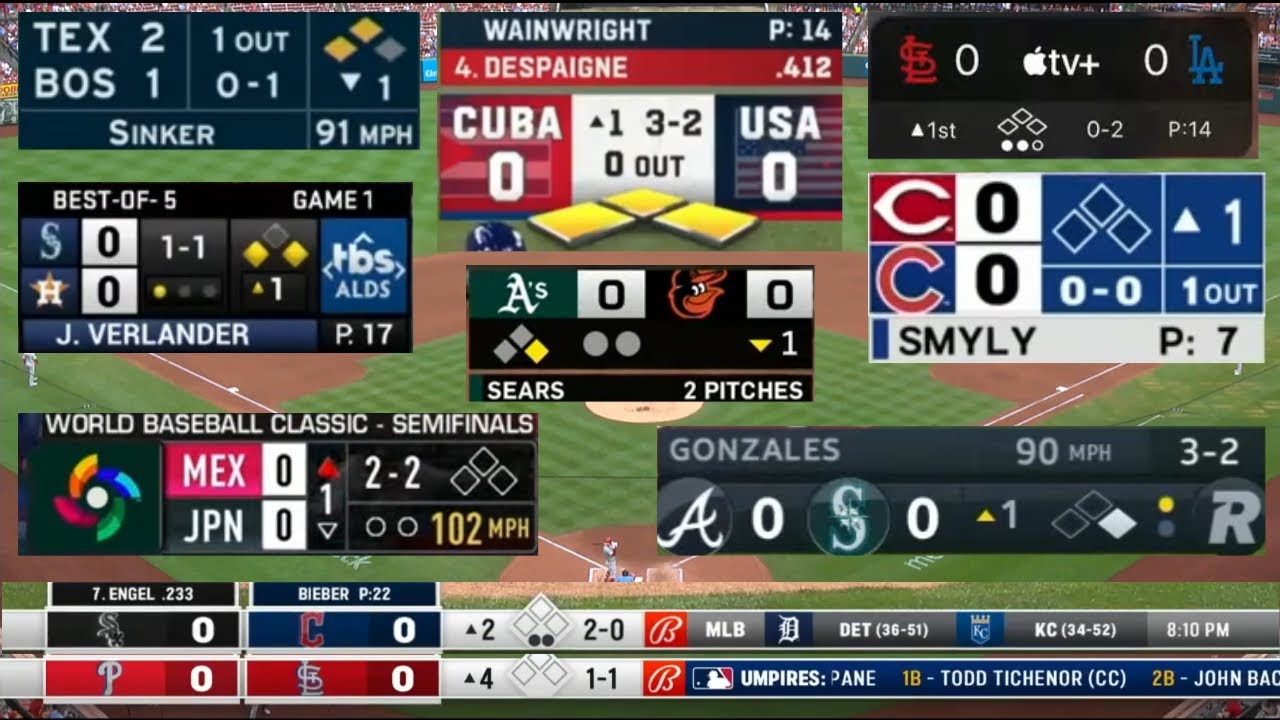 TEX 2
BOS 1
1 OUT
0 - 1
▼ 1
SINKER
91 MPH
WAINWRIGHT P: 14
4. DESPAIGNE .412
CUBA
0
▲1 3-2
0 OUT
USA
0
STL 0
tv+
0 LA
▲1st
0-2
P:14
BEST-OF- 5 GAME 1
S 0
H 0
1-1
▲1
tbs
ALDS
J. VERLANDER P. 17
A's 0
0
▼ 1
SEARS 2 PITCHES
C 0
C 0
▲ 1
0 - 0
1 OUT
SMYLY P: 7
WORLD BASEBALL CLASSIC - SEMIFINALS
MEX 0
JPN 0
1
2-2
102 MPH
GONZALES 90 MPH 3-2
A 0 S 0 ▲1 R
7. ENGEL .233
BIEBER P:22
Sox 0 C 0 ▲2 2-0 B MLB D DET (36-51) KC KC (34-52) 8:10 PM
P 0 STL 0 ▲4 1-1 B UMPIRES: PANE 1B - TODD TICHENOR (CC) 2B - JOHN BAC